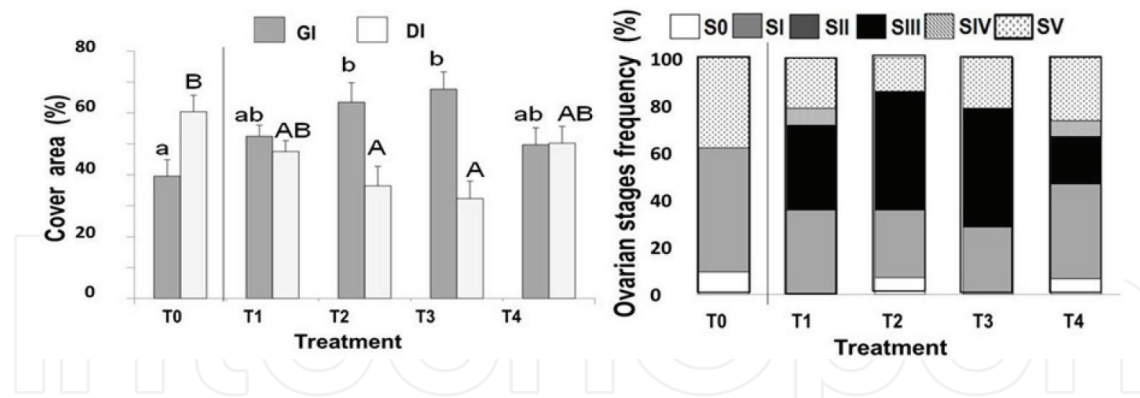 GI DI
Cover area (%)
80
60
40
20
0
a
B
ab
AB
b
A
b
A
ab
AB
T0 T1 T2 T3 T4
Treatment
S0 SI SII SIII SIV SV
Ovarian stages frequency (%)
100
80
60
40
20
0
T0 T1 T2 T3 T4
Treatment